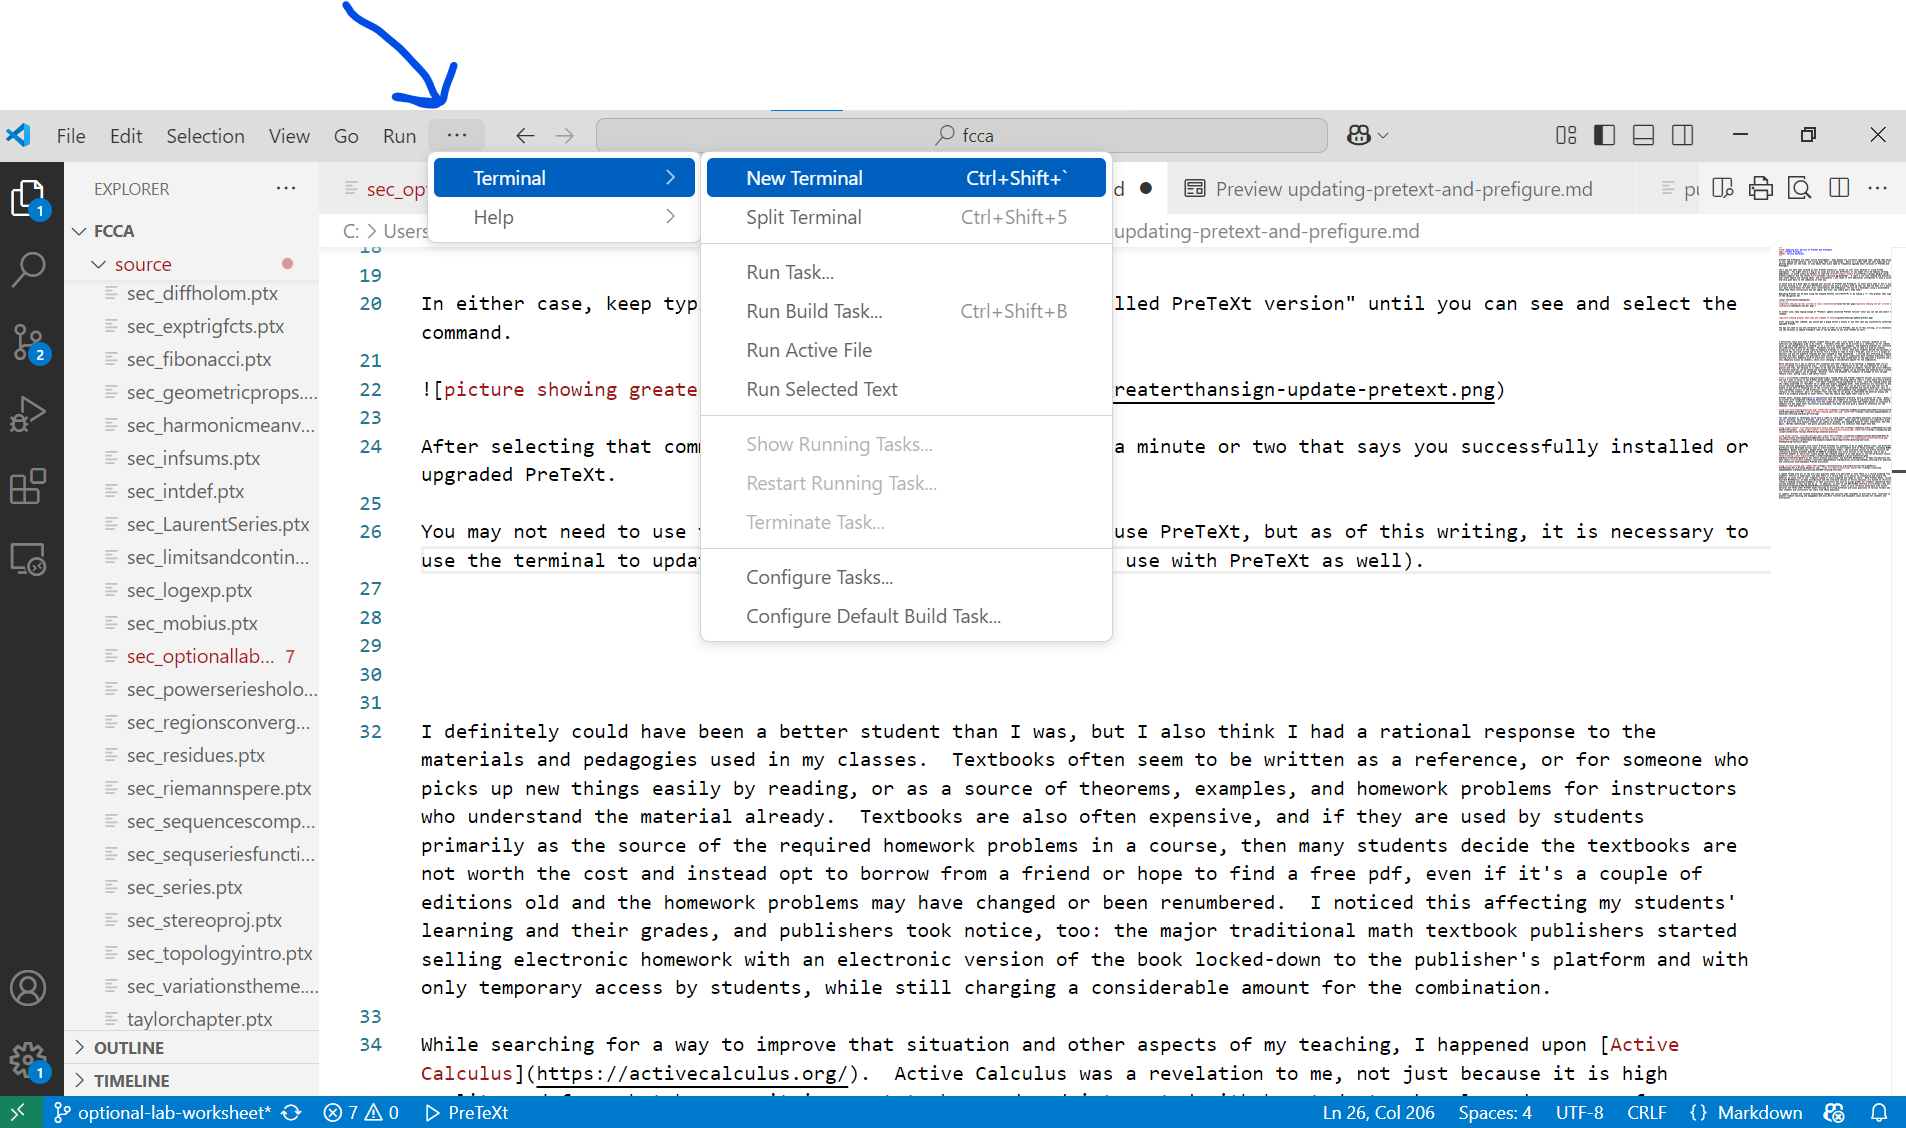 File Edit Selection View Go Run ... fcca
Terminal
Help
New Terminal Ctrl+Shift+`
Split Terminal Ctrl+Shift+5
Run Task...
Run Build Task... Ctrl+Shift+B
Run Active File
Run Selected Text
Show Running Tasks...
Restart Running Task...
Terminate Task...
Configure Tasks...
Configure Default Build Task...
EXPLORER ...
1
2
1
FCCA
source
sec_diffholom.ptx
sec_exptrigfcts.ptx
sec_fibonacci.ptx
sec_geometricprops....
sec_harmonicmeanv...
sec_infsums.ptx
sec_intdef.ptx
sec_LaurentSeries.ptx
sec_limitsandcontin...
sec_logexp.ptx
sec_mobius.ptx
sec_optionallab... 7
sec_powerseriesholo...
sec_regionsconverg...
sec_residues.ptx
sec_riemannspere.ptx
sec_sequencescomp...
sec_sequseriesfuncti...
sec_series.ptx
sec_stereoproj.ptx
sec_topologyintro.ptx
sec_variationstheme....
taylorchapter.ptx
OUTLINE
TIMELINE
sec_opt d Preview updating-pretext-and-prefigure.md pu ...
C: > Users updating-pretext-and-prefigure.md
18
19
20 In either case, keep typ lled PreTeXt version" until you can see and select the
command.
21
22 ![picture showing greate reaterthansign-update-pretext.png)
23
24 After selecting that com a minute or two that says you successfully installed or
upgraded PreTeXt.
25
26 You may not need to use use PreTeXt, but as of this writing, it is necessary to
use the terminal to updat use with PreTeXt as well).
27
28
29
30
31
32 I definitely could have been a better student than I was, but I also think I had a rational response to the
materials and pedagogies used in my classes.  Textbooks often seem to be written as a reference, or for someone who
picks up new things easily by reading, or as a source of theorems, examples, and homework problems for instructors
who understand the material already.  Textbooks are also often expensive, and if they are used by students
primarily as the source of the required homework problems in a course, then many students decide the textbooks are
not worth the cost and instead opt to borrow from a friend or hope to find a free pdf, even if it's a couple of
editions old and the homework problems may have changed or been renumbered.  I noticed this affecting my students'
learning and their grades, and publishers took notice, too: the major traditional math textbook publishers started
selling electronic homework with an electronic version of the book locked-down to the publisher's platform and with
only temporary access by students, while still charging a considerable amount for the combination.
33
34 While searching for a way to improve that situation and other aspects of my teaching, I happened upon [Active
Calculus](https://activecalculus.org/).  Active Calculus was a revelation to me, not just because it is high
optional-lab-worksheet* 7 0 PreTeXt Ln 26, Col 206 Spaces: 4 UTF-8 CRLF {} Markdown